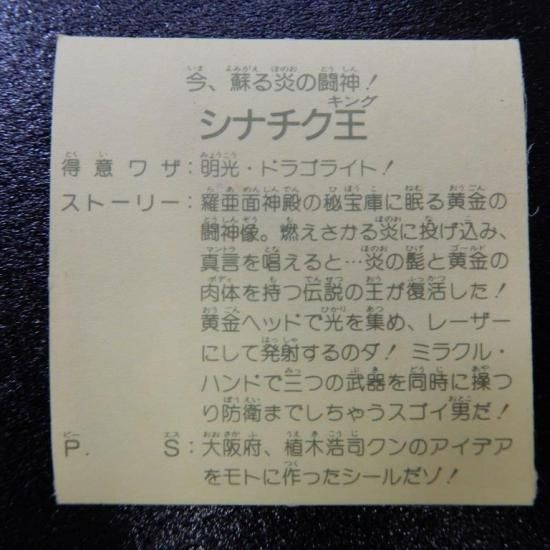 今、蘇る炎の闘神!
シナチク王
得意ワザ:明光・ドラゴライト!
ストーリー:羅亜面神殿の秘宝庫に眠る黄金の
闘神像。燃えさかる炎に投げ込み、
真言を唱えると…炎の髭と黄金の
肉体を持つ伝説の王が復活した!
黄金ヘッドで光を集め、レーザー
にして発射するのダ! ミラクル・
ハンドで三つの武器を同時に操つ
り防衛までしちゃうスゴイ男だ!
P. S:大阪府、植木浩司クンのアイデア
をモトに作ったシールだゾ!